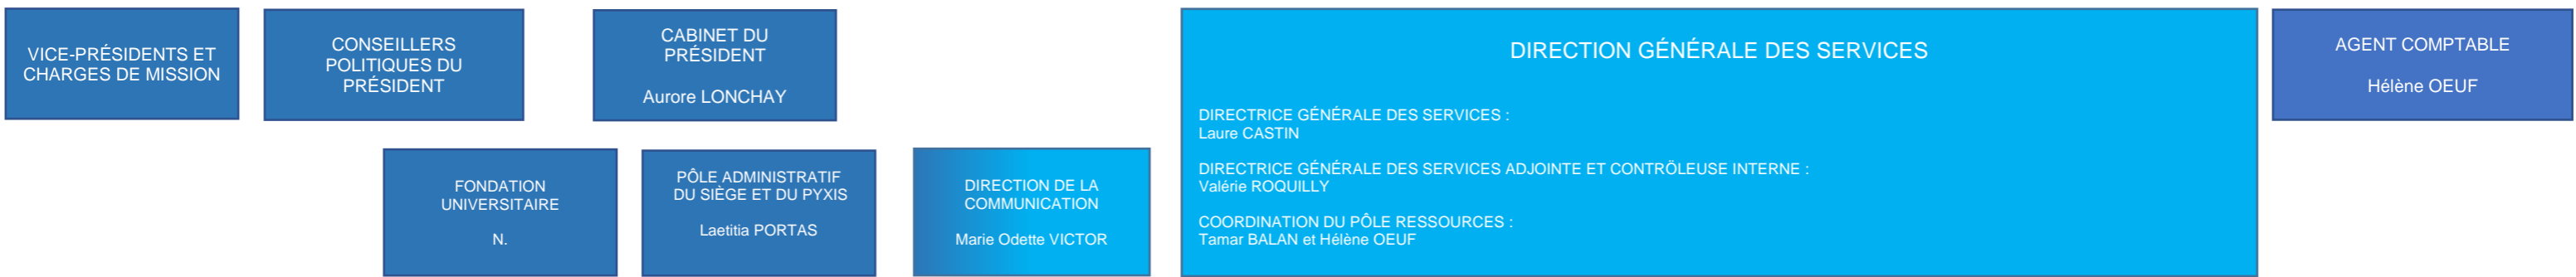 VICE-PRÉSIDENTS ET
CHARGES DE MISSION
CONSEILLERS
POLITIQUES DU
PRÉSIDENT
CABINET DU
PRÉSIDENT
Aurore LONCHAY
DIRECTION GÉNÉRALE DES SERVICES
DIRECTRICE GÉNÉRALE DES SERVICES :
Laure CASTIN
DIRECTRICE GÉNÉRALE DES SERVICES ADJOINTE ET CONTRÖLEUSE INTERNE :
Valérie ROQUILLY
COORDINATION DU PÔLE RESSOURCES :
Tamar BALAN et Hélène OEUF
AGENT COMPTABLE
Hélène OEUF
FONDATION
UNIVERSITAIRE
N.
PÔLE ADMINISTRATIF
DU SIÈGE ET DU PYXIS
Laetitia PORTAS
DIRECTION DE LA
COMMUNICATION
Marie Odette VICTOR